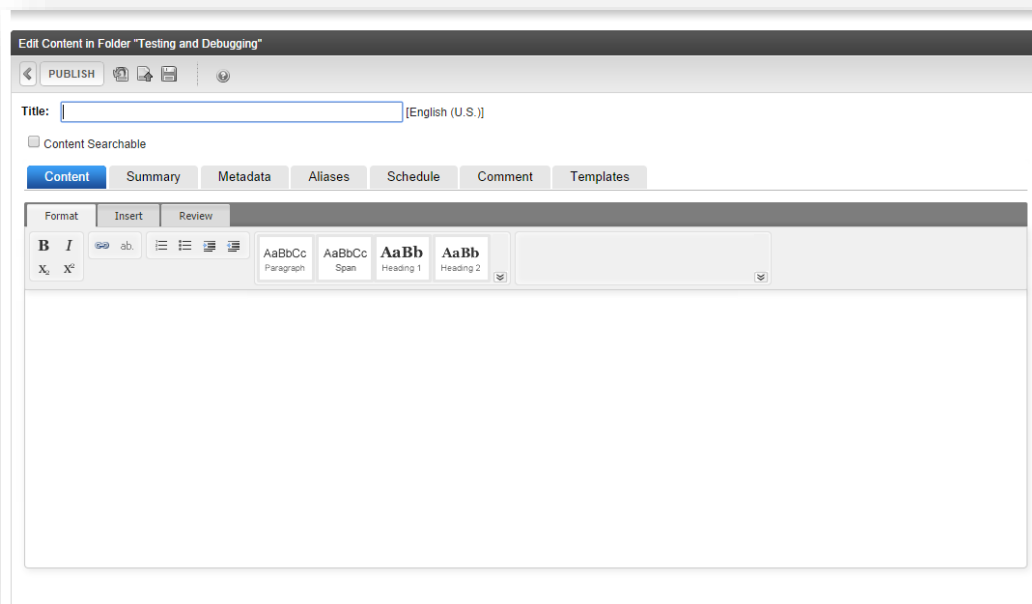 Edit Content in Folder "Testing and Debugging"
PUBLISH
Title: [English (U.S.)]
Content Searchable
Content Summary Metadata Aliases Schedule Comment Templates
Format Insert Review
B I ab. AaBbCc AaBbCc AaBb AaBb
X₂ X² Paragraph Span Heading 1 Heading 2